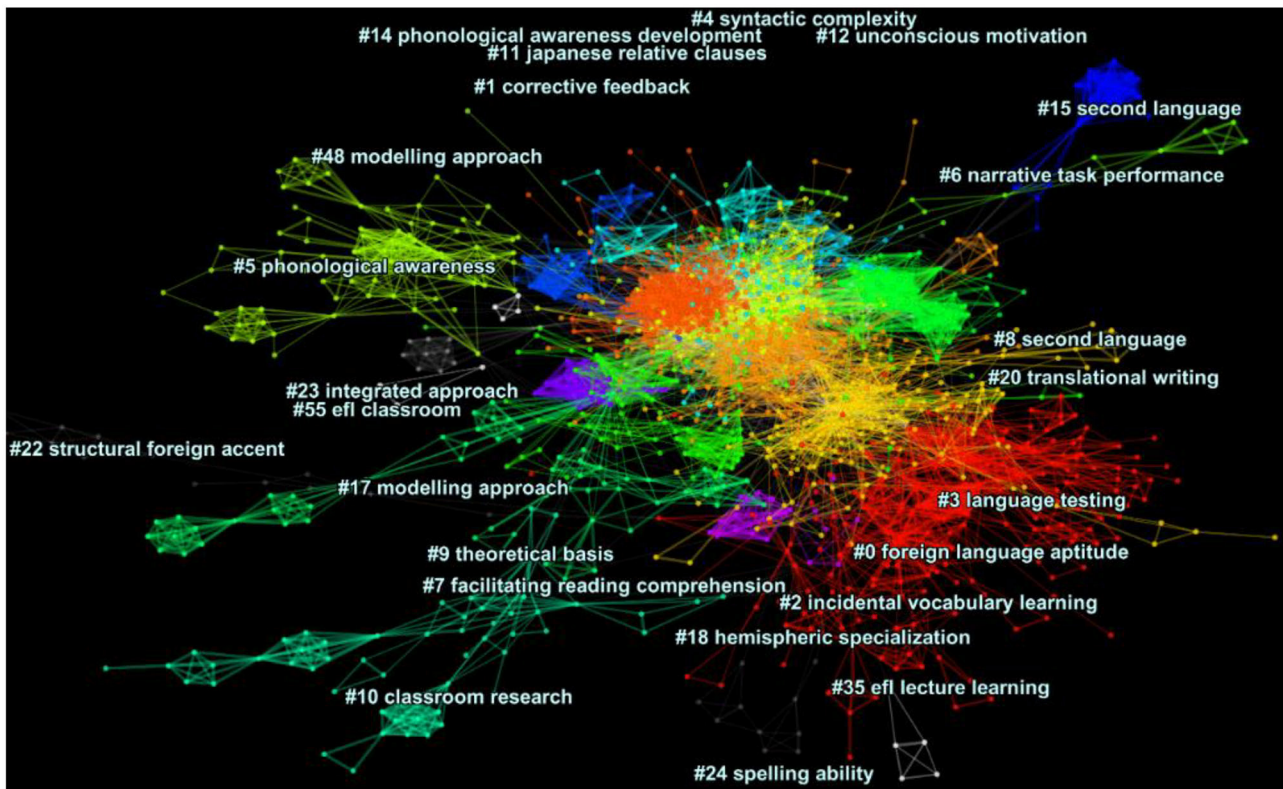 #4 syntactic complexity
#14 phonological awareness development
#12 unconscious motivation
#11 japanese relative clauses
#1 corrective feedback
#15 second language
#48 modelling approach
#6 narrative task performance
#5 phonological awareness
#8 second language
#20 translational writing
#23 integrated approach
#55 efl classroom
#22 structural foreign accent
#17 modelling approach
#3 language testing
#9 theoretical basis
#0 foreign language aptitude
#7 facilitating reading comprehension
#2 incidental vocabulary learning
#18 hemispheric specialization
#35 efl lecture learning
#10 classroom research
#24 spelling ability